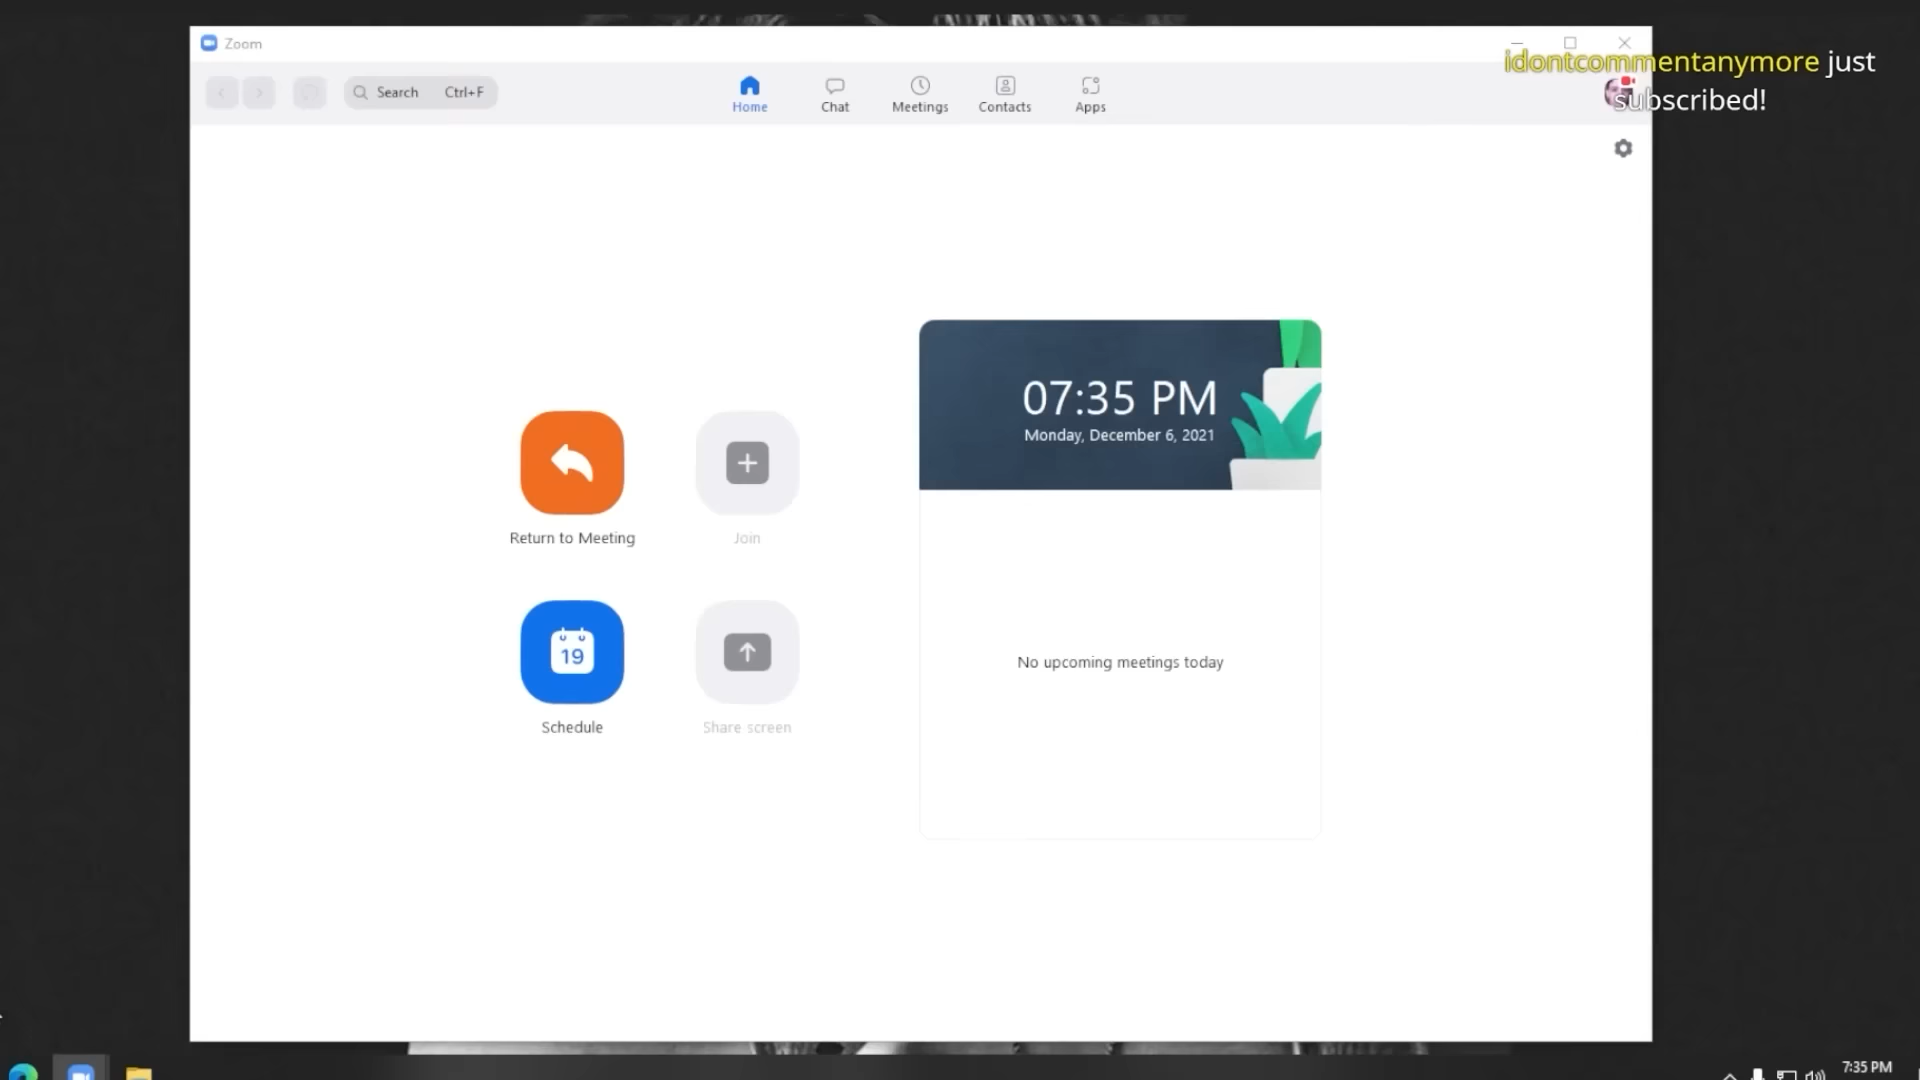 Zoom
idontcommentanymore just
subscribed!
Search Ctrl+F
Home
Chat
Meetings
Contacts
Apps
07:35 PM
Monday, December 6, 2021
Return to Meeting
Join
19
Schedule
Share screen
No upcoming meetings today
7:35 PM